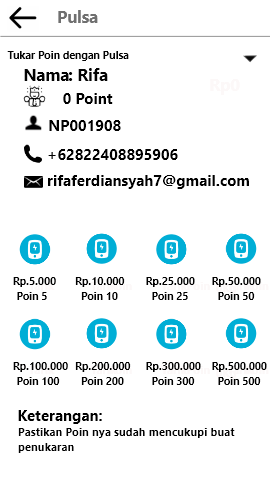 Pulsa
Tukar Poin dengan Pulsa
Nama: Rifa
Rp0
0 Point
NP001908
+62822408895906
rifaferdiansyah7@gmail.com
Rp.5.000 Rp.10.000 Rp.25.000 Rp.50.000
Poin 5 Poin 10 Poin 25 Poin 50
Rp.100.000 Rp.200.000 Rp.300.000 Rp.500.000
Poin 100 Poin 200 Poin 300 Poin 500
Keterangan:
Pastikan Poin nya sudah mencukupi buat
penukaran